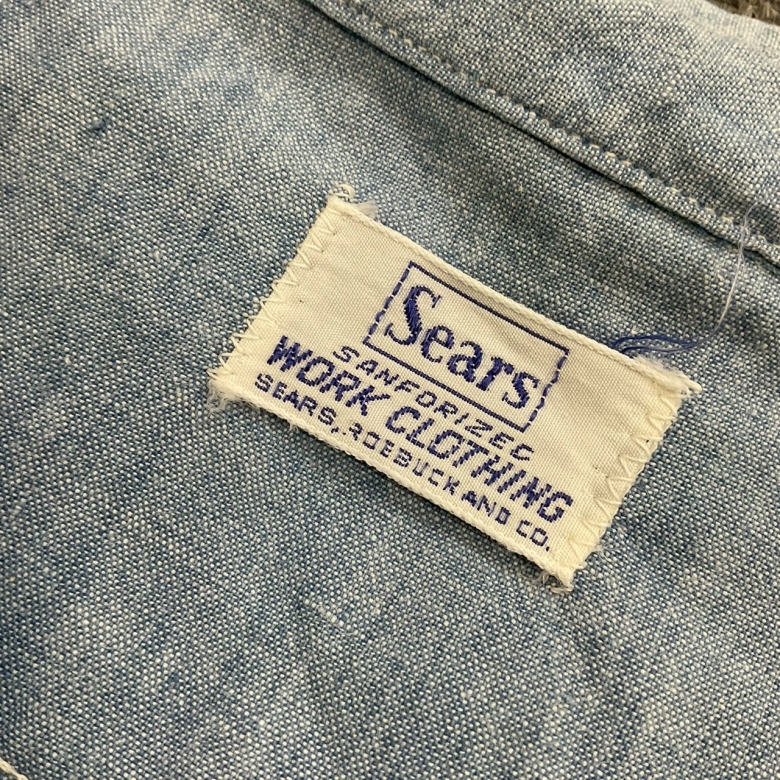 Sears
SANFORIZED
WORK CLOTHING
SEARS, ROEBUCK AND CO.